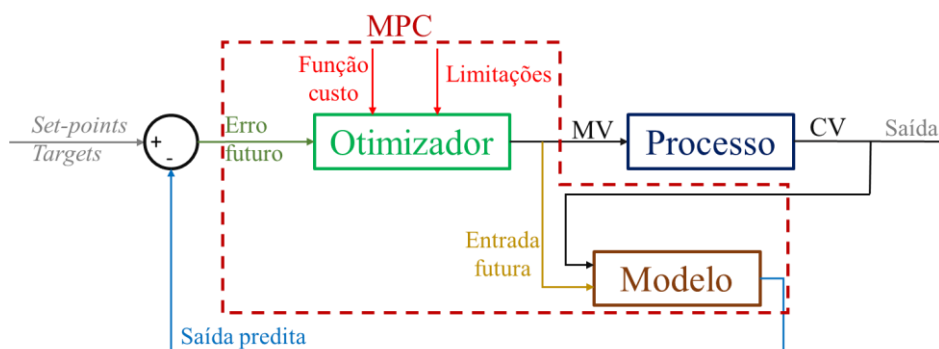 MPC
Função
custo
Limitações
Set-points
Targets
+
-
Erro
futuro
Otimizador
MV
Processo
CV
Saída
Entrada
futura
Modelo
Saída predita